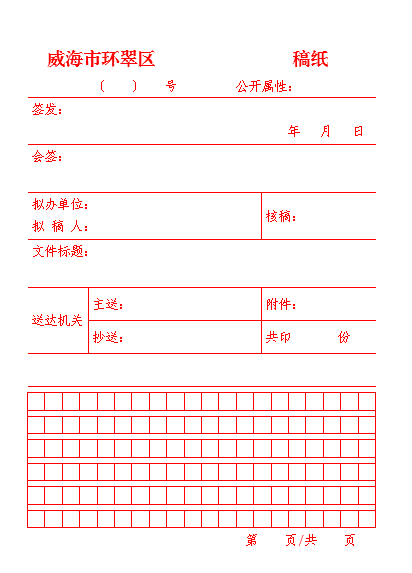 威海市环翠区 稿纸
〔 〕 号 公开属性：
签发：
年 月 日
会签：
拟办单位：
拟 稿 人：
核稿：
文件标题：
送达机关
主送：
附件：
抄送：
共印 份
第 页/共 页